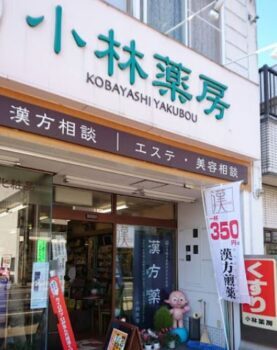 小林薬房
KOBAYASHI YAKUBOU
漢方相談 | エステ・美容相談
漢
350
漢方煎薬
漢
漢方薬
くすり
小林薬房